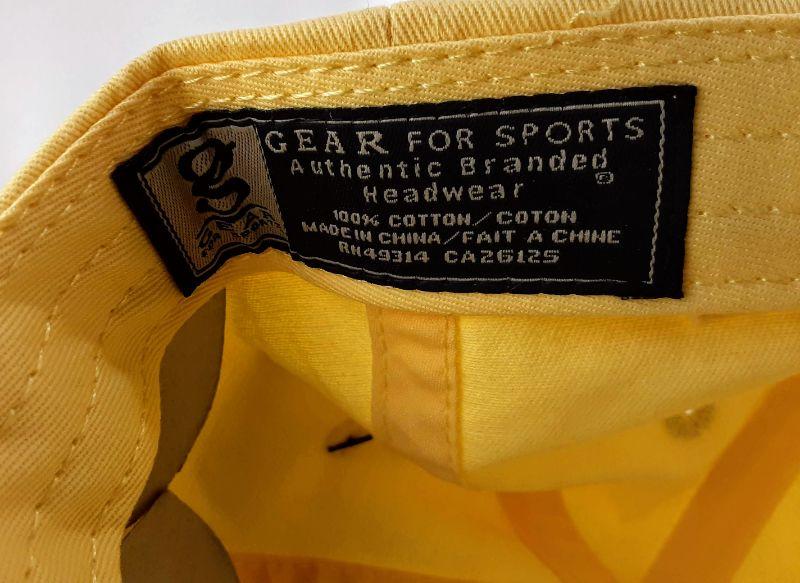 GEAR FOR SPORTS
Authentic Branded
Headwear ®
100% COTTON/COTON
MADE IN CHINA/FAIT A CHINE
RN49314 CA26125